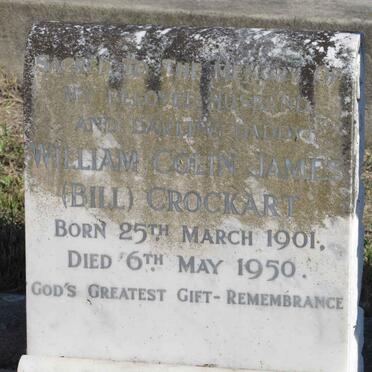 SACRED TO THE MEMORY OF
MY BELOVED HUSBAND
AND DARLING DADDY
WILLIAM COLIN JAMES
(BILL) CROCKART
BORN 25TH MARCH 1901.
DIED 6TH MAY 1950.
GOD'S GREATEST GIFT - REMEMBRANCE